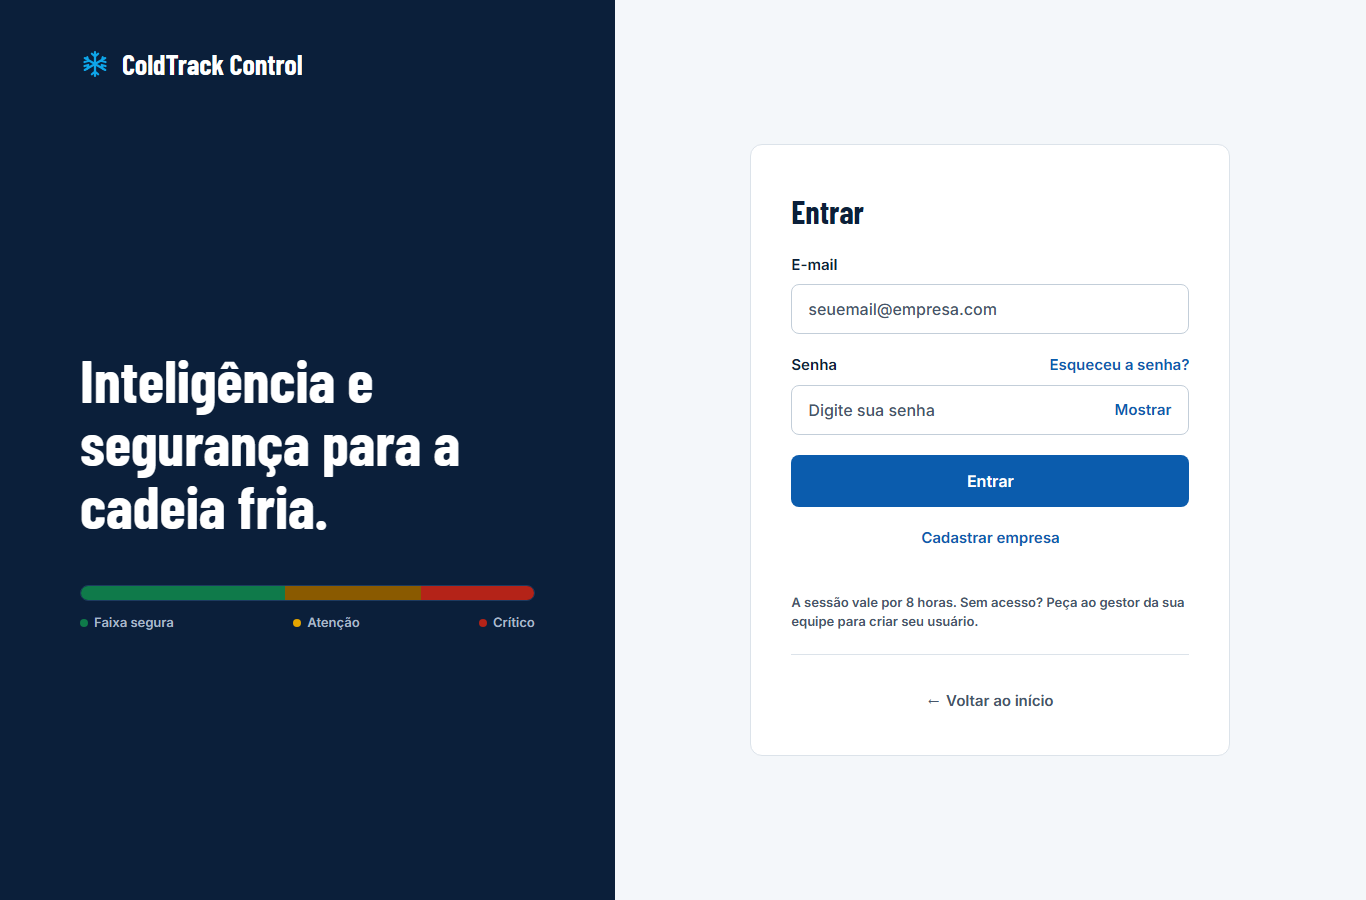 ColdTrack Control
Inteligência e
segurança para a
cadeia fria.
Faixa segura
Atenção
Crítico
Entrar
E-mail
seuemail@empresa.com
Senha
Esqueceu a senha?
Digite sua senha
Mostrar
Entrar
Cadastrar empresa
A sessão vale por 8 horas. Sem acesso? Peça ao gestor da sua
equipe para criar seu usuário.
← Voltar ao início